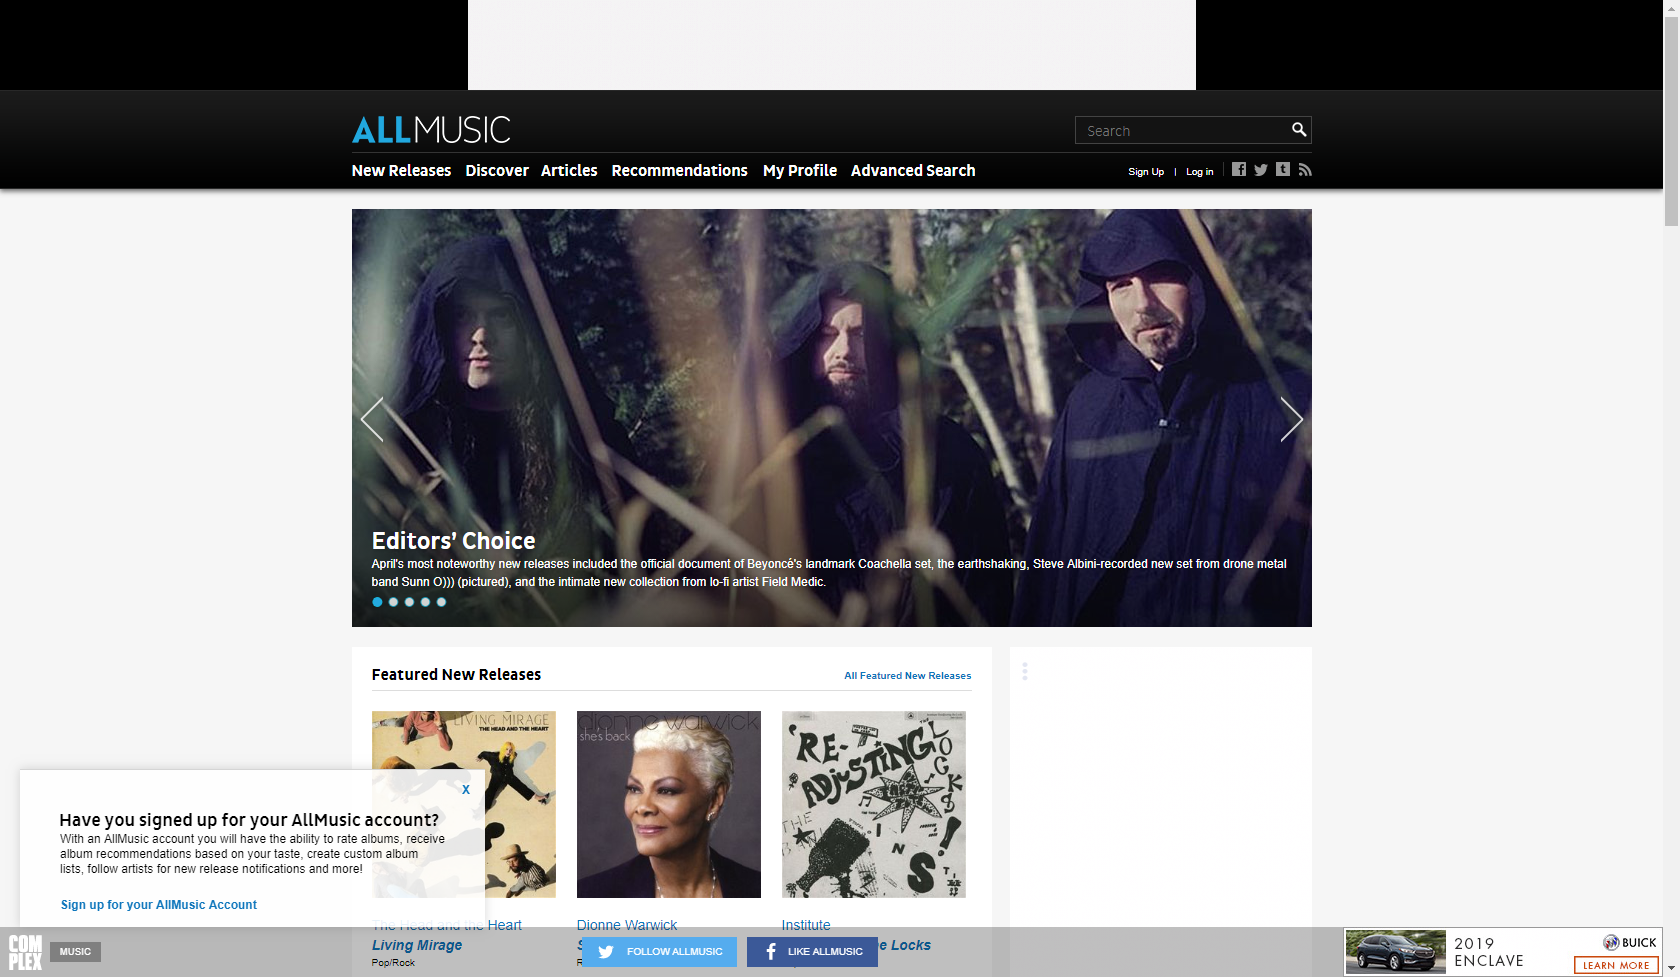 ALLMUSIC
Search
New Releases Discover Articles Recommendations My Profile Advanced Search
Sign Up | Log in
Editors' Choice
April's most noteworthy new releases included the official document of Beyoncé's landmark Coachella set, the earthshaking, Steve Albini-recorded new set from drone metal
band Sunn O))) (pictured), and the intimate new collection from lo-fi artist Field Medic.
Featured New Releases
All Featured New Releases
LIVING MIRAGE
THE HEAD AND THE HEART
dionne warwick
she's back
'RE-
ADJUSTING
THE
LOCKS
INS
X
Have you signed up for your AllMusic account?
With an AllMusic account you will have the ability to rate albums, receive
album recommendations based on your taste, create custom album
lists, follow artists for new release notifications and more!
Sign up for your AllMusic Account
The Head and the Heart
Living Mirage
Pop/Rock
Dionne Warwick
Institute
e Locks
COM
PLEX
MUSIC
FOLLOW ALLMUSIC
LIKE ALLMUSIC
2019
ENCLAVE
BUICK
LEARN MORE